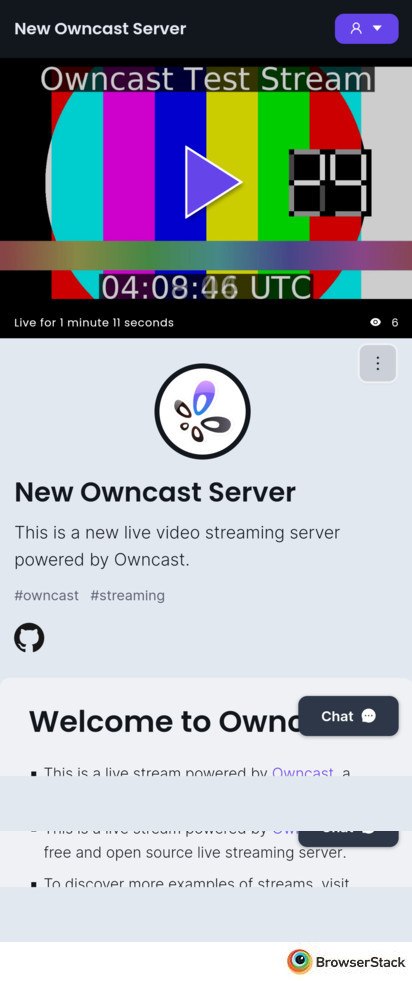 New Owncast Server
Owncast Test Stream
04:08:46 UTC
Live for 1 minute 11 seconds
6
New Owncast Server
This is a new live video streaming server
powered by Owncast.
#owncast #streaming
Welcome to Ownc
Chat
This is a live stream powered by Owncast, a
This is a live stream powered by Ow
Chat
free and open source live streaming server.
To discover more examples of streams, visit
BrowserStack